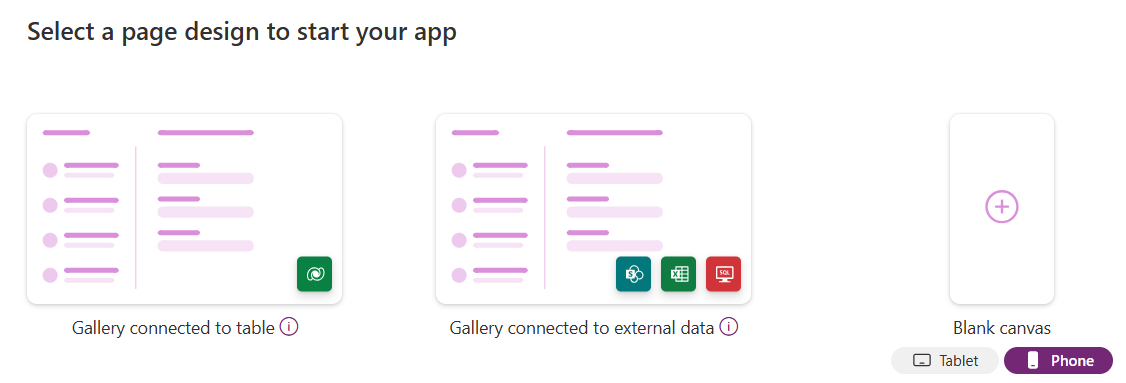 Select a page design to start your app
S
X
SQL
Gallery connected to table
Gallery connected to external data
Blank canvas
Tablet
Phone